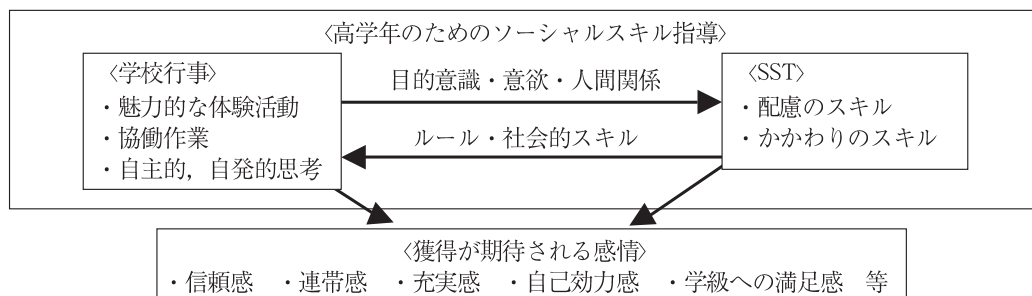 〈高学年のためのソーシャルスキル指導〉
〈学校行事〉
・魅力的な体験活動
・協働作業
・自主的，自発的思考
目的意識・意欲・人間関係
ルール・社会的スキル
〈SST〉
・配慮のスキル
・かかわりのスキル
〈獲得が期待される感情〉
・信頼感　・連帯感　・充実感　・自己効力感　・学級への満足感　等